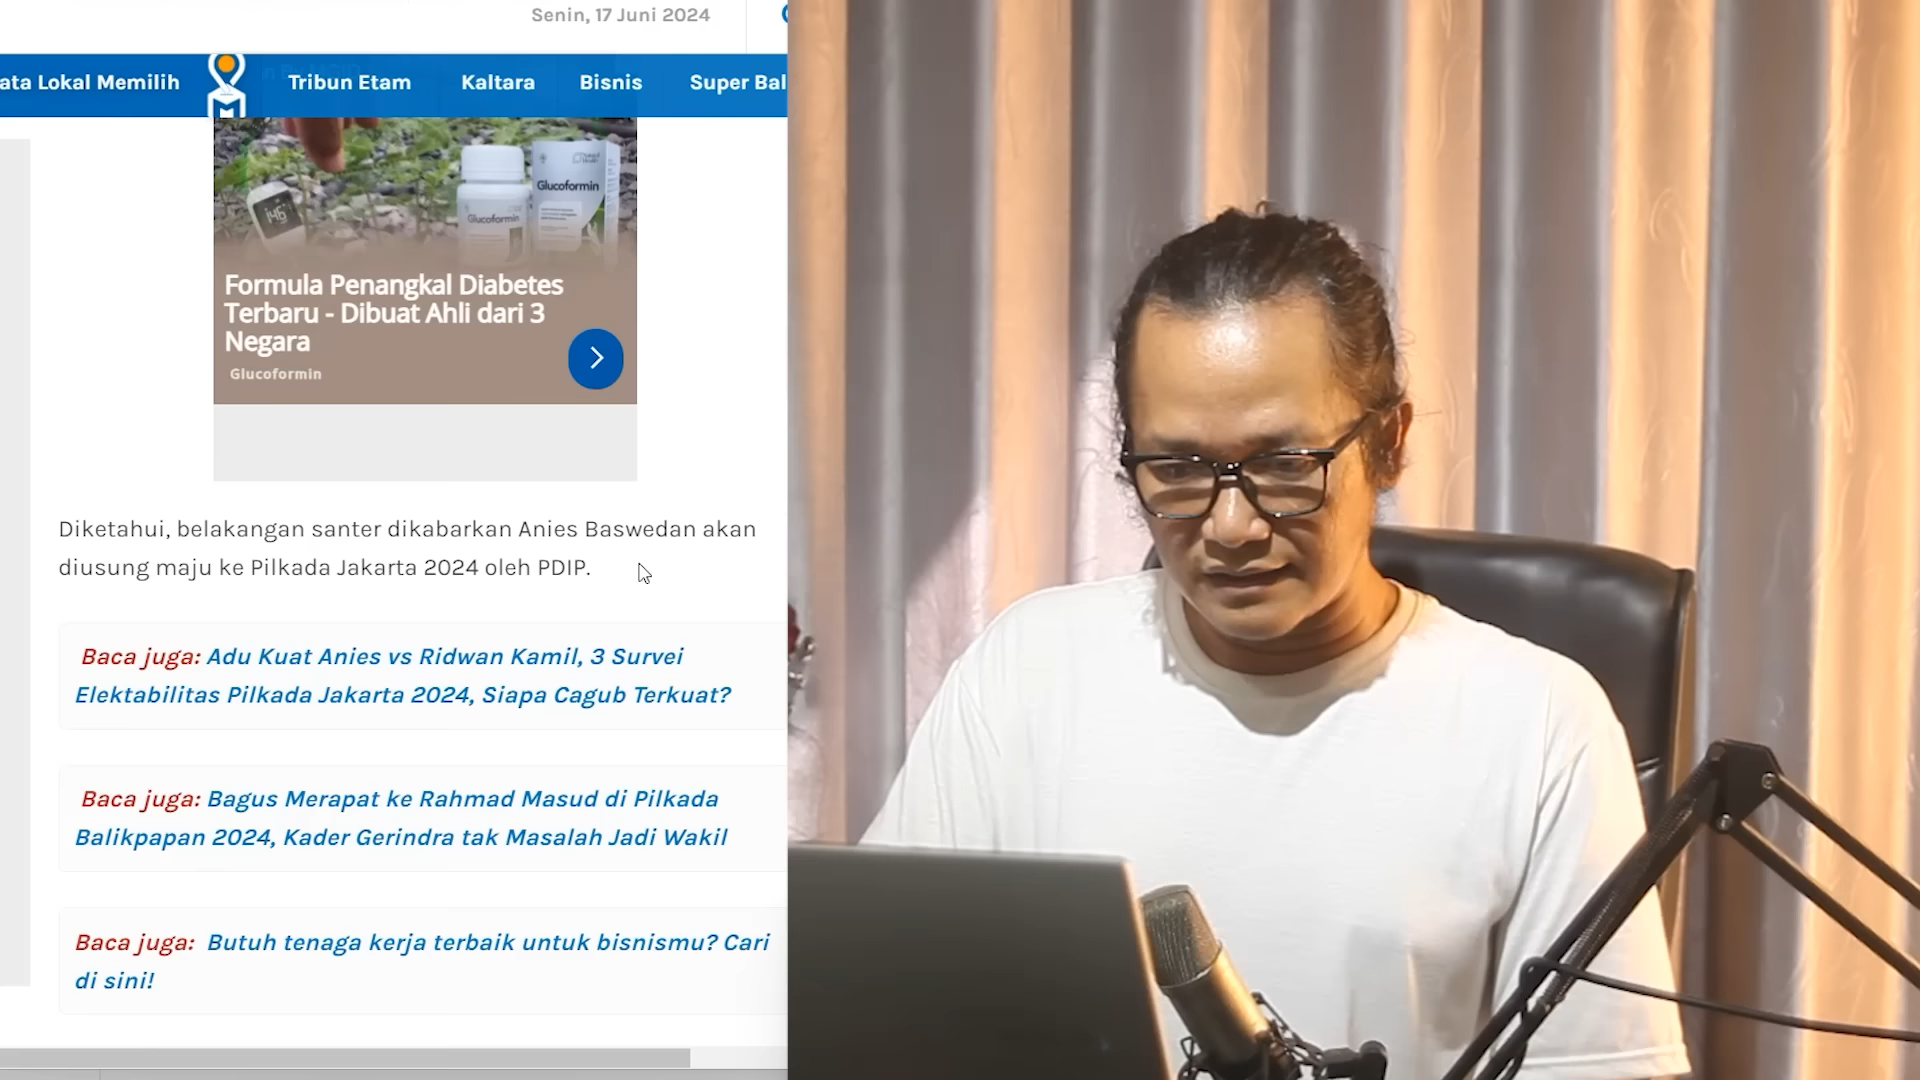 Senin, 17 Juni 2024
ata Lokal Memilih
Tribun Etam
Kaltara
Bisnis
Super Bal
146
Glucoformin
Glucoformin
Formula Penangkal Diabetes
Terbaru - Dibuat Ahli dari 3
Negara
Glucoformin
Diketahui, belakangan santer dikabarkan Anies Baswedan akan
diusung maju ke Pilkada Jakarta 2024 oleh PDIP.
Baca juga: Adu Kuat Anies vs Ridwan Kamil, 3 Survei
Elektabilitas Pilkada Jakarta 2024, Siapa Cagub Terkuat?
Baca juga: Bagus Merapat ke Rahmad Masud di Pilkada
Balikpapan 2024, Kader Gerindra tak Masalah Jadi Wakil
Baca juga: Butuh tenaga kerja terbaik untuk bisnismu? Cari
di sini!